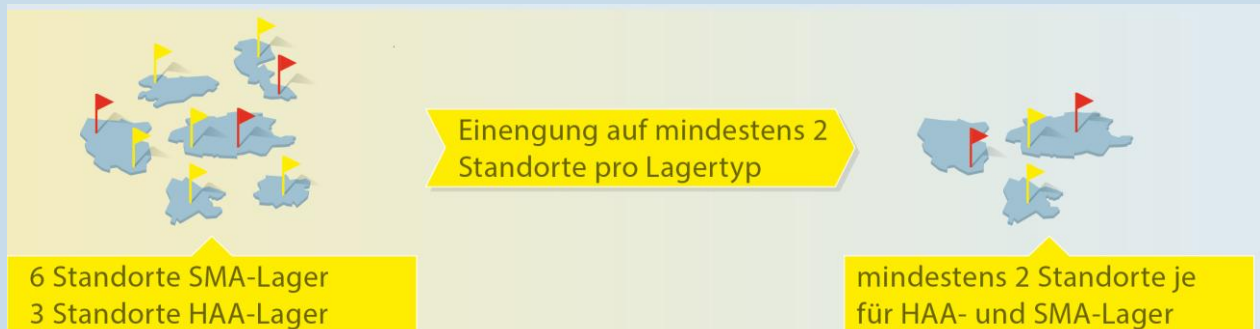 Einengung auf mindestens 2
Standorte pro Lagertyp
6 Standorte SMA-Lager
3 Standorte HAA-Lager
mindestens 2 Standorte je
für HAA- und SMA-Lager